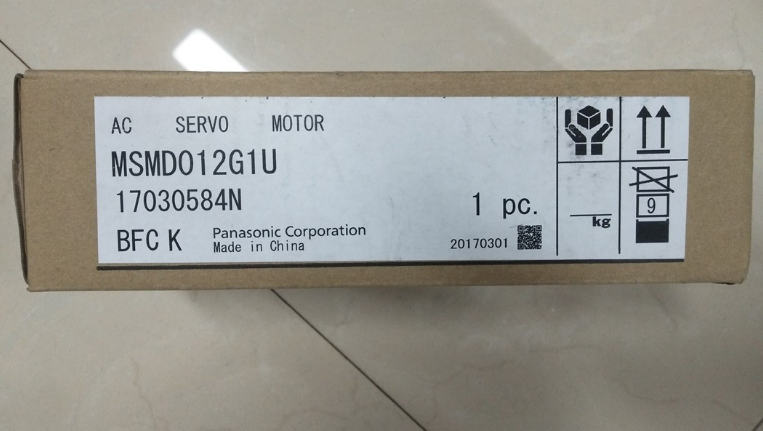 AC SERVO MOTOR
MSMD012G1U
17030584N
1 pc.
BFC K
Panasonic Corporation
Made in China
20170301
kg
9